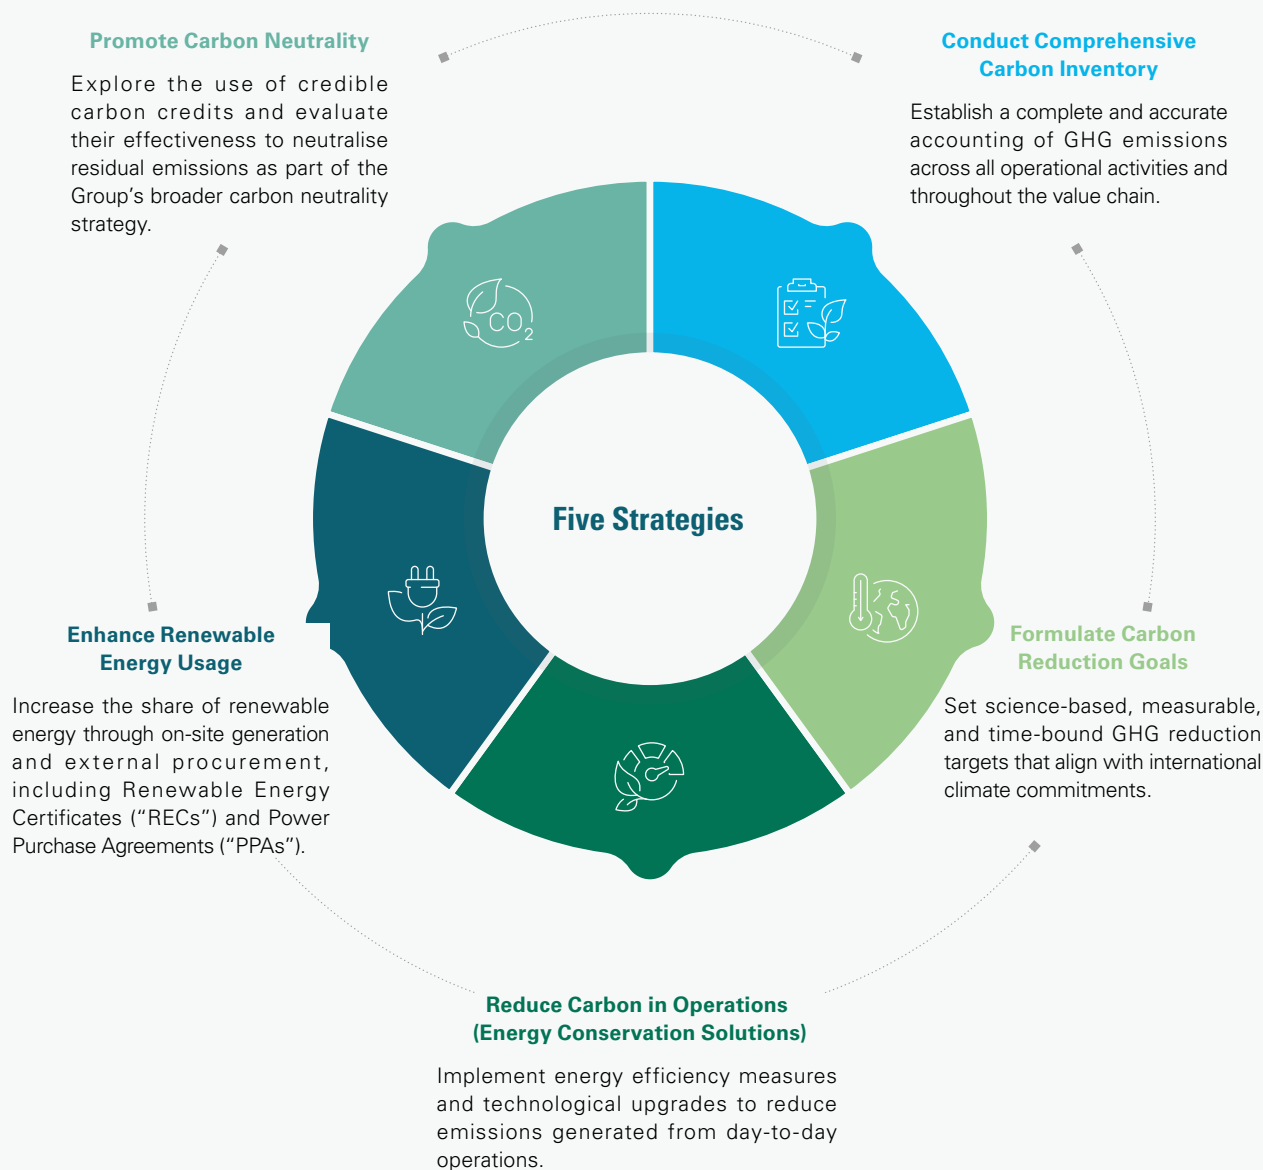 Promote Carbon Neutrality
Explore the use of credible
carbon credits and evaluate
their effectiveness to neutralise
residual emissions as part of the
Group’s broader carbon neutrality
strategy.
Conduct Comprehensive
Carbon Inventory
Establish a complete and accurate
accounting of GHG emissions
across all operational activities and
throughout the value chain.
CO2
Five Strategies
Enhance Renewable
Energy Usage
Increase the share of renewable
energy through on-site generation
and external procurement,
including Renewable Energy
Certificates (“RECs”) and Power
Purchase Agreements (“PPAs”).
Formulate Carbon
Reduction Goals
Set science-based, measurable,
and time-bound GHG reduction
targets that align with international
climate commitments.
Reduce Carbon in Operations
(Energy Conservation Solutions)
Implement energy efficiency measures
and technological upgrades to reduce
emissions generated from day-to-day
operations.